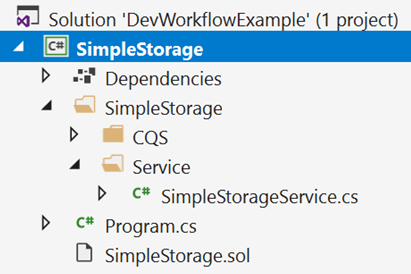 Solution 'DevWorkflowExample' (1 project)
C# SimpleStorage
Dependencies
SimpleStorage
CQS
Service
C# SimpleStorageService.cs
C# Program.cs
SimpleStorage.sol